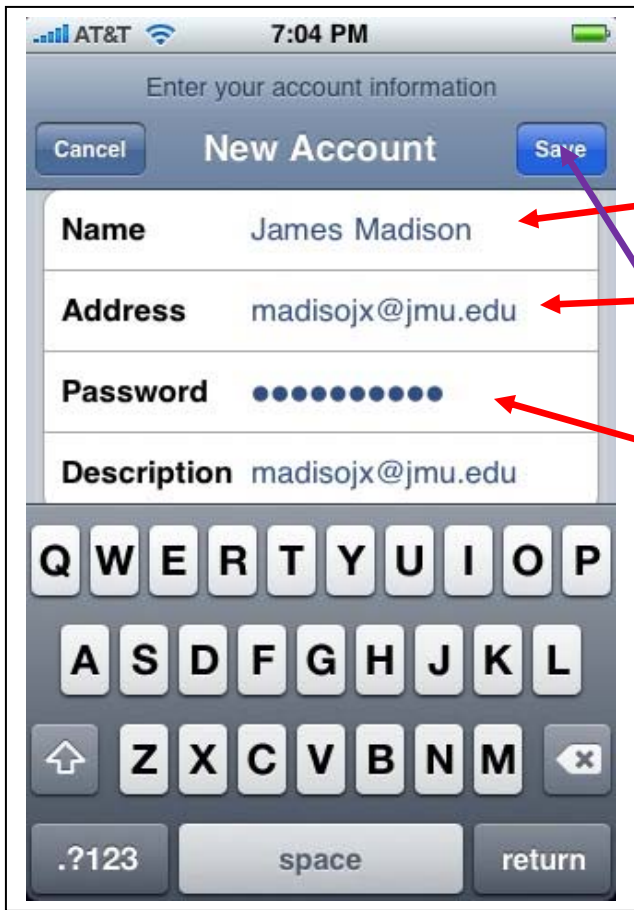 AT&T 7:04 PM
Enter your account information
Cancel New Account Save
Name James Madison
Address madisojx@jmu.edu
Password ●●●●●●●●●●
Description madisojx@jmu.edu
Q W E R T Y U I O P
A S D F G H J K L
Z X C V B N M
.?123 space return